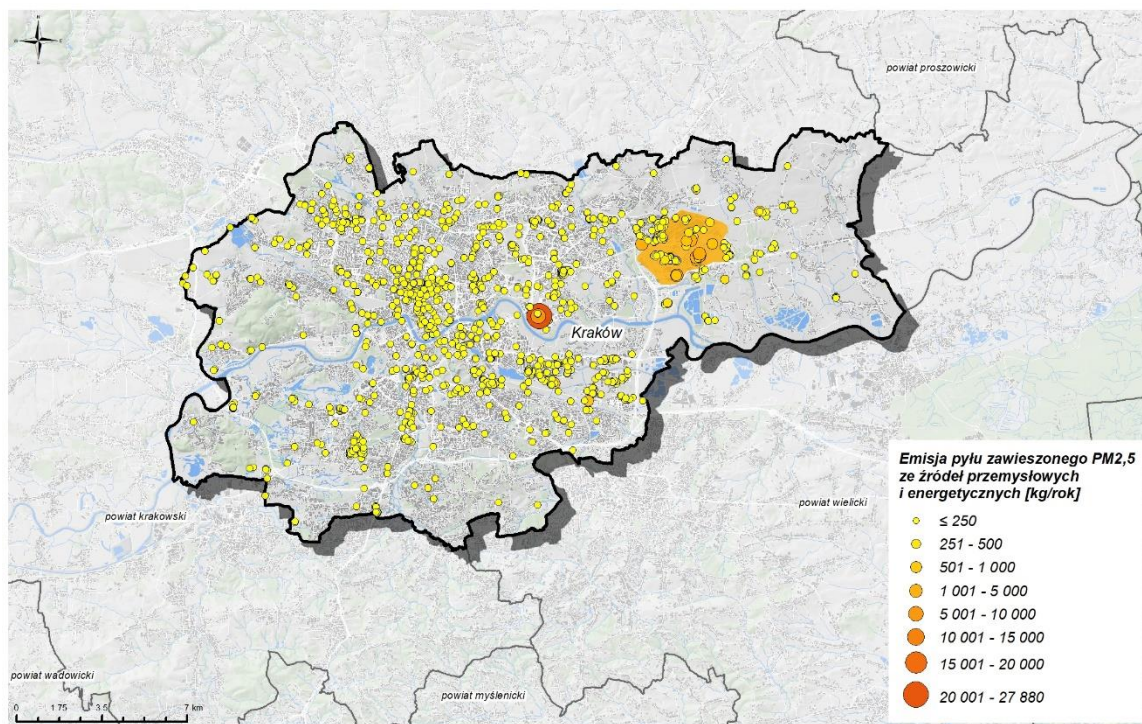 powiat proszowicki
Kraków
powiat krakowski
powiat wielicki
powiat wadowicki
powiat myślenicki
0 1.75 3.5 7 km
Emisja pyłu zawieszonego PM2,5
ze źródeł przemysłowych
i energetycznych [kg/rok]
≤ 250
251 - 500
501 - 1 000
1 001 - 5 000
5 001 - 10 000
10 001 - 15 000
15 001 - 20 000
20 001 - 27 880